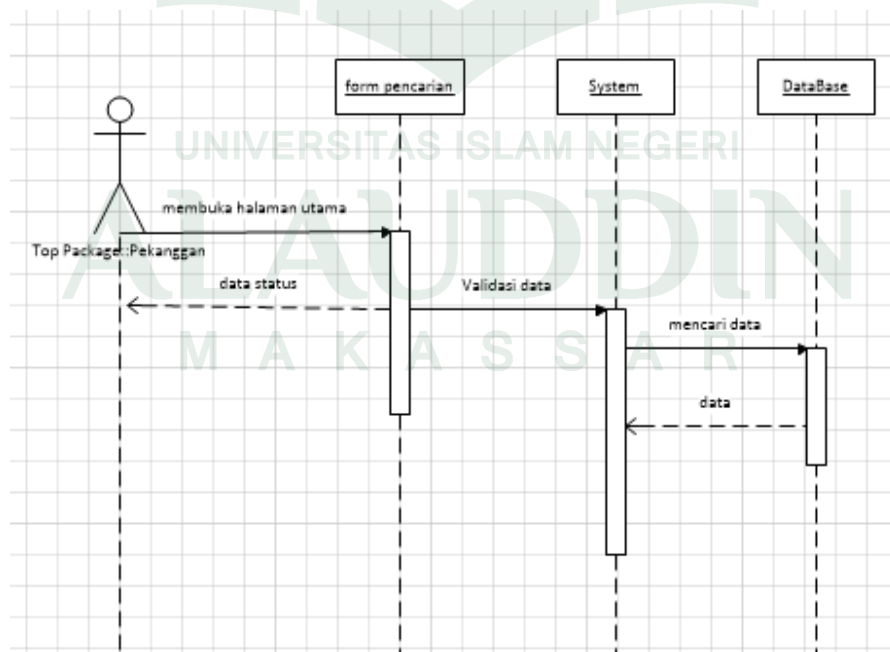 form pencarian
System
DataBase
UNIVERSITAS ISLAM NEGERI
membuka halaman utama
Top Package::Pekanggan
ALAUDDIN
data status
Validasi data
mencari data
MAKASSAR
data